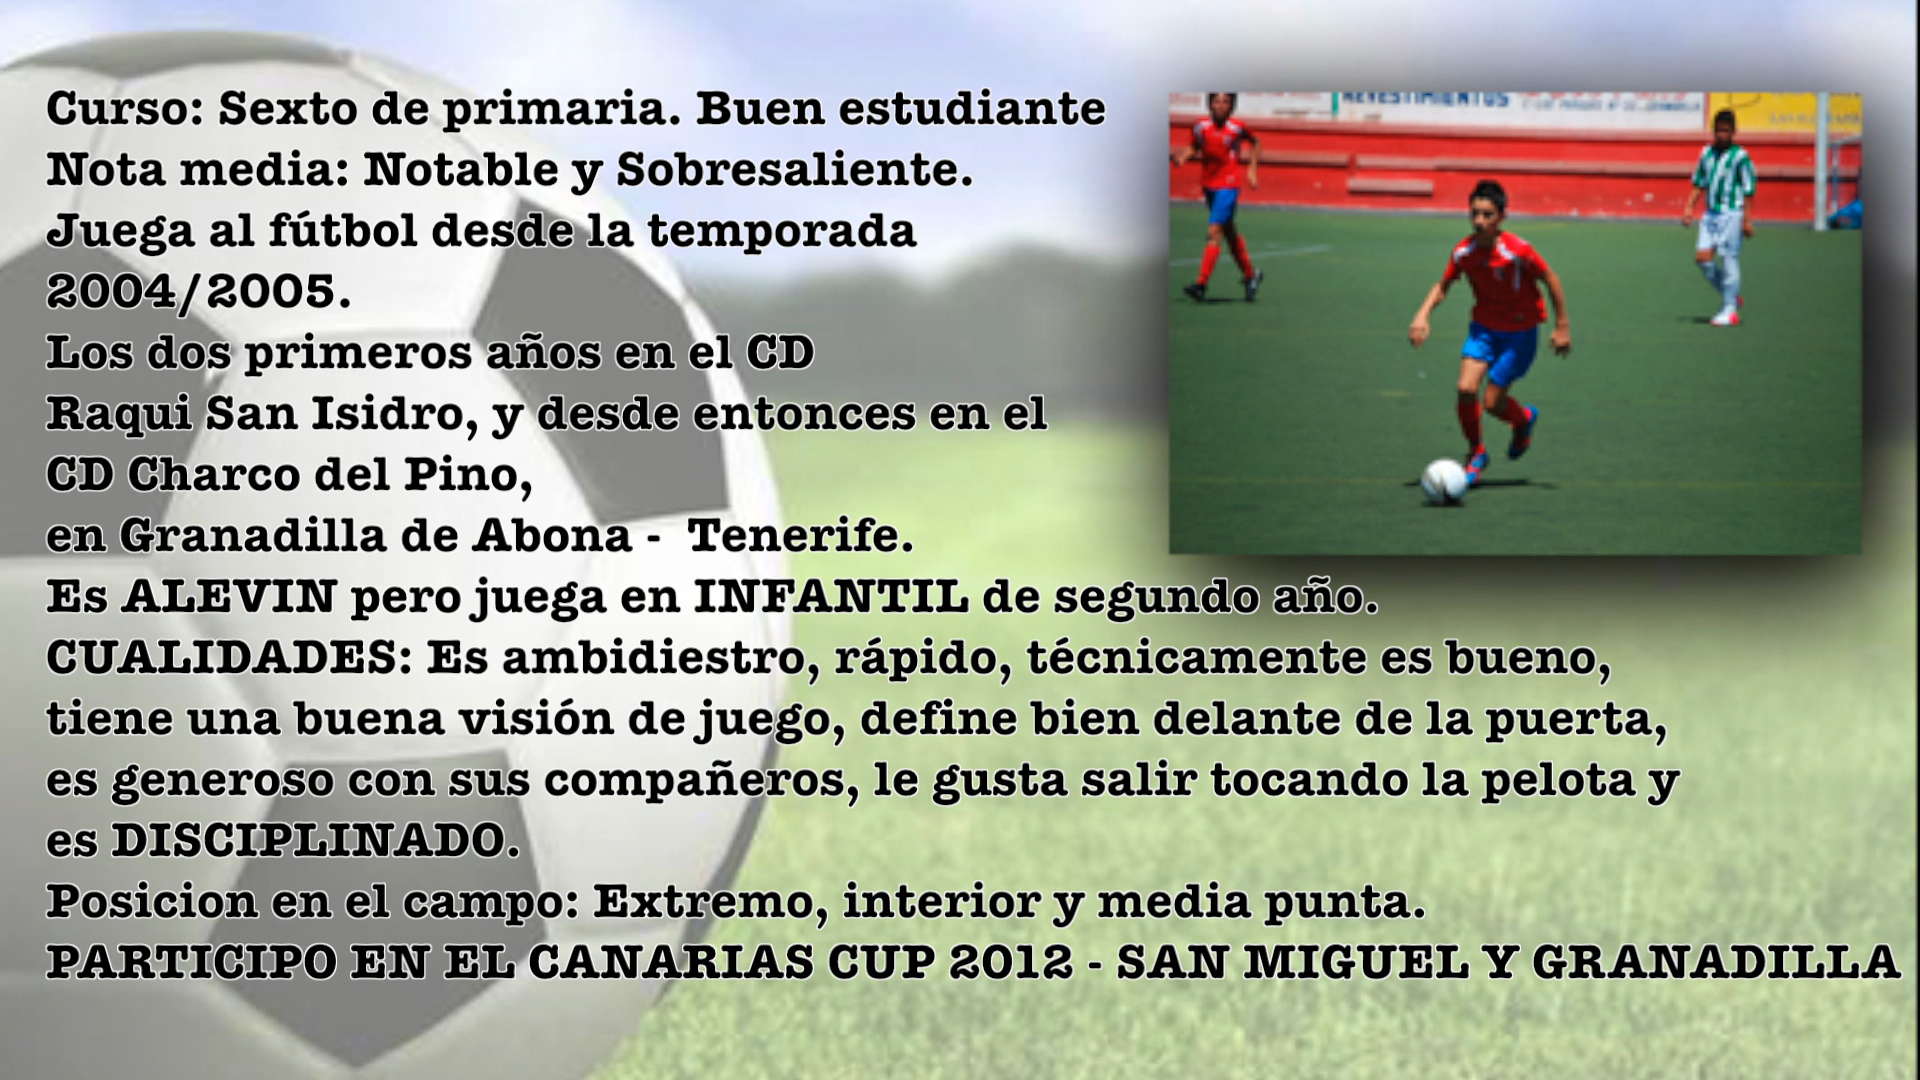 Curso: Sexto de primaria. Buen estudiante
Nota media: Notable y Sobresaliente.
Juega al fútbol desde la temporada
2004/2005.
Los dos primeros años en el CD
Raqui San Isidro, y desde entonces en el
CD Charco del Pino,
en Granadilla de Abona -  Tenerife.
Es ALEVIN pero juega en INFANTIL de segundo año.
CUALIDADES: Es ambidiestro, rápido, técnicamente es bueno,
tiene una buena visión de juego, define bien delante de la puerta,
es generoso con sus compañeros, le gusta salir tocando la pelota y
es DISCIPLINADO.
Posicion en el campo: Extremo, interior y media punta.
PARTICIPO EN EL CANARIAS CUP 2012 - SAN MIGUEL Y GRANADILLA
REVESTIMIENTOS